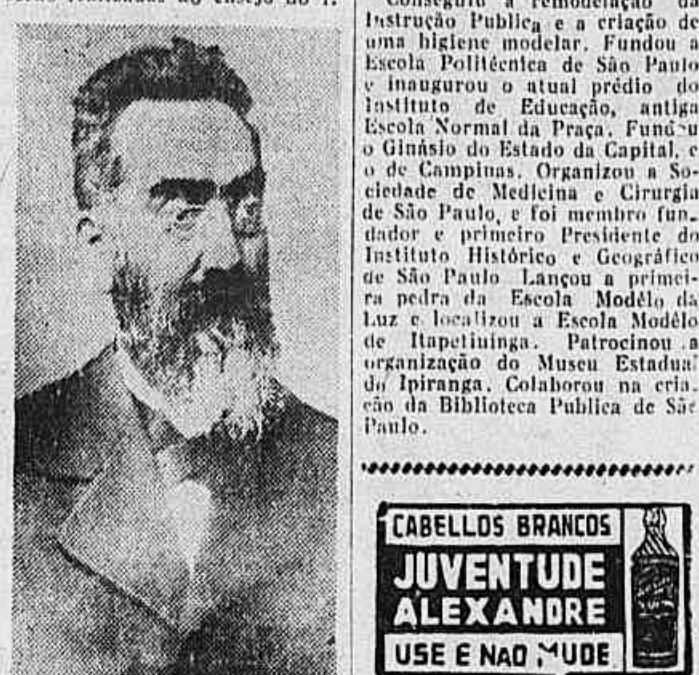 ao ensejo do 1.
Conseguiu a remodelação da
Instrução Publica e a criação de
uma higiene modelar. Fundou a
Escola Politécnica de São Paulo
e inaugurou o atual prédio do
Instituto de Educação, antiga
Escola Normal da Praça. Fundou
o Ginásio do Estado da Capital, e
o de Campinas. Organizou a So-
ciedade de Medicina e Cirurgia
de São Paulo, e foi membro fun-
dador e primeiro Presidente do
Instituto Histórico e Geográfico
de São Paulo Lançou a primei-
ra pedra da Escola Modêlo da
Luz e localizou a Escola Modêlo
de Itapetininga. Patrocinou a
organização do Museu Estadual
do Ipiranga. Colaborou na cria-
ção da Biblioteca Publica de São
Paulo.
CABELLOS BRANCOS
JUVENTUDE
ALEXANDRE
USE E NAO MUDE